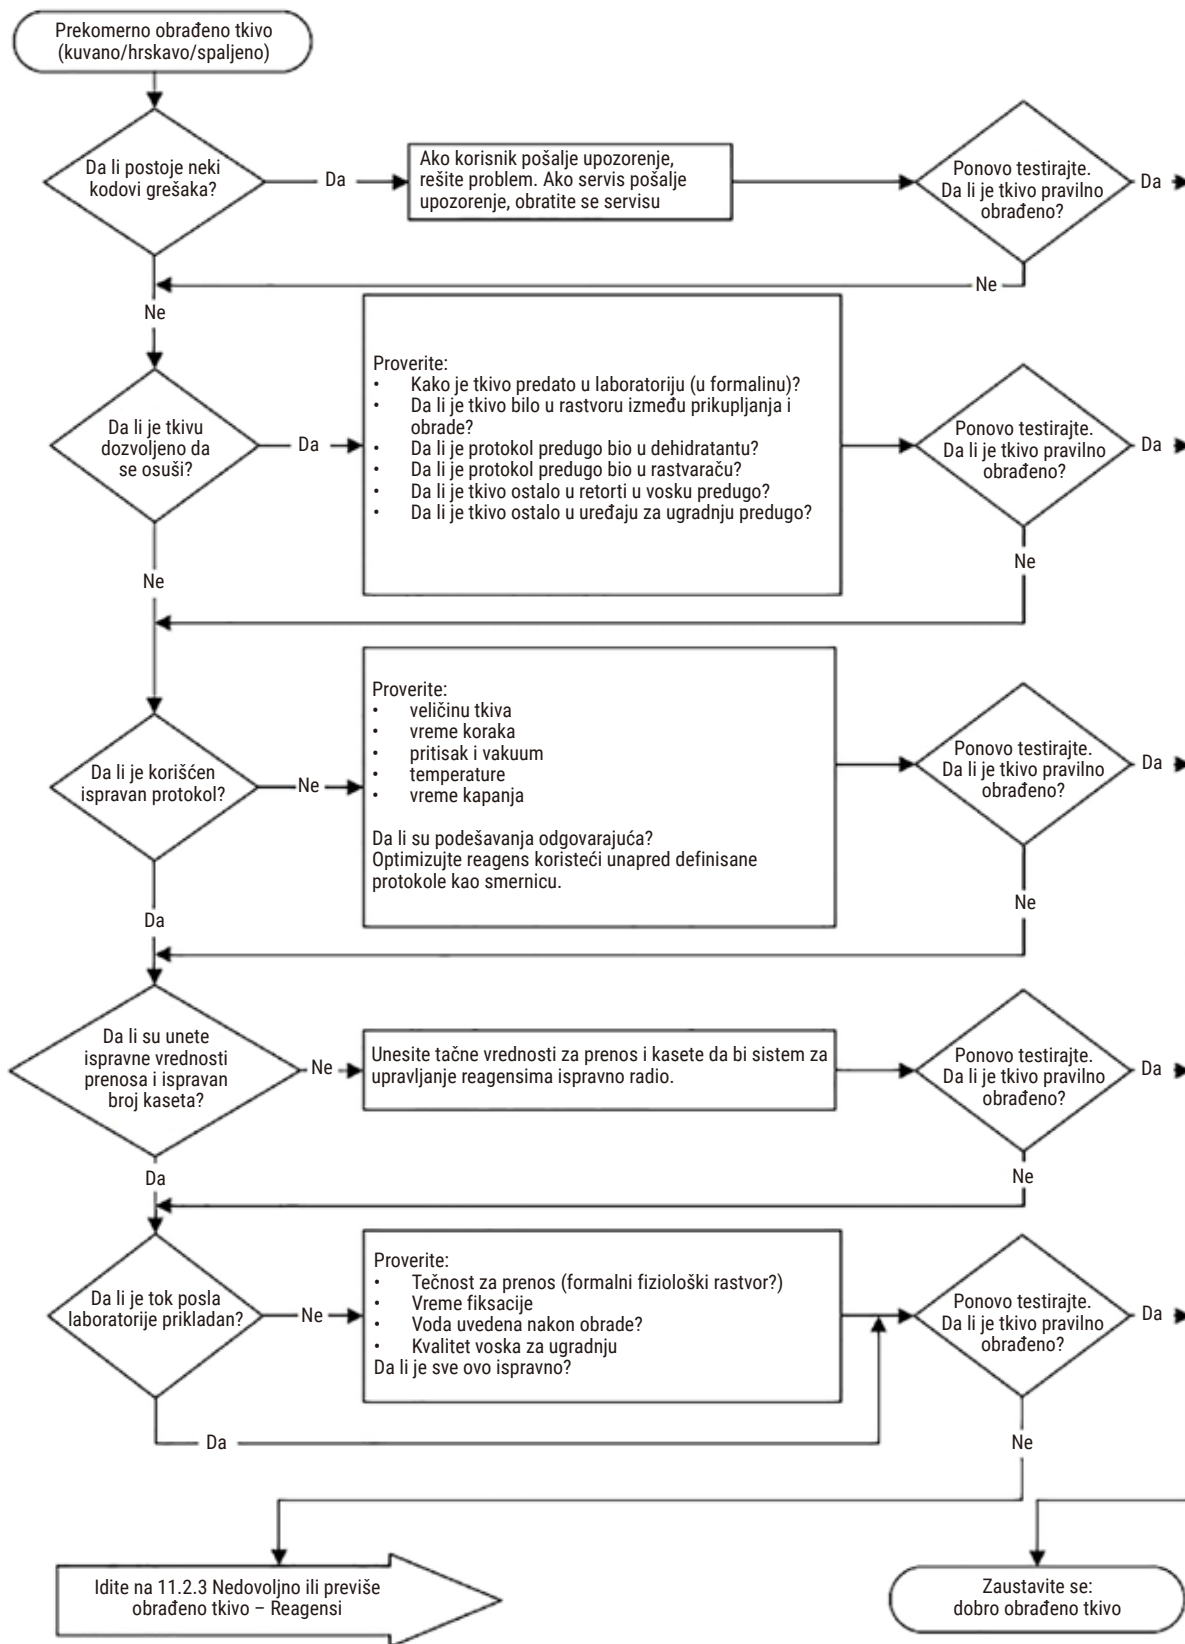 Prekomerno obrađeno tkivo
(kuvano/hrskavo/spaljeno)
Da li postoje neki
kodovi grešaka?
Da
Ako korisnik pošalje upozorenje,
rešite problem. Ako servis pošalje
upozorenje, obratite se servisu
Ponovo testirajte.
Da li je tkivo pravilno
obrađeno?
Da
Ne
Ne
Da li je tkivu
dozvoljeno da
se osuši?
Da
Proverite:
• Kako je tkivo predato u laboratoriju (u formalinu)?
• Da li je tkivo bilo u rastvoru između prikupljanja i
obrade?
• Da li je protokol predugo bio u dehidratantu?
• Da li je protokol predugo bio u rastvaraču?
• Da li je tkivo ostalo u retorti u vosku predugo?
• Da li je tkivo ostalo u uređaju za ugradnju predugo?
Ponovo testirajte.
Da li je tkivo pravilno
obrađeno?
Da
Ne
Ne
Da li je korišćen
ispravan protokol?
Ne
Proverite:
• veličinu tkiva
• vreme koraka
• pritisak i vakuum
• temperature
• vreme kapanja
Da li su podešavanja odgovarajuća?
Optimizujte reagens koristeći unapred definisane
protokole kao smernicu.
Ponovo testirajte.
Da li je tkivo pravilno
obrađeno?
Da
Ne
Da
Da li su unete
ispravne vrednosti
prenosa i ispravan
broj kaseta?
Ne
Unesite tačne vrednosti za prenos i kasete da bi sistem za
upravljanje reagensima ispravno radio.
Ponovo testirajte.
Da li je tkivo pravilno
obrađeno?
Da
Ne
Da
Da li je tok posla
laboratorije prikladan?
Ne
Proverite:
• Tečnost za prenos (formalni fiziološki rastvor?)
• Vreme fiksacije
• Voda uvedena nakon obrade?
• Kvalitet voska za ugradnju
Da li je sve ovo ispravno?
Ponovo testirajte.
Da li je tkivo pravilno
obrađeno?
Da
Da
Ne
Idite na 11.2.3 Nedovoljno ili previše
obrađeno tkivo – Reagensi
Zaustavite se:
dobro obrađeno tkivo